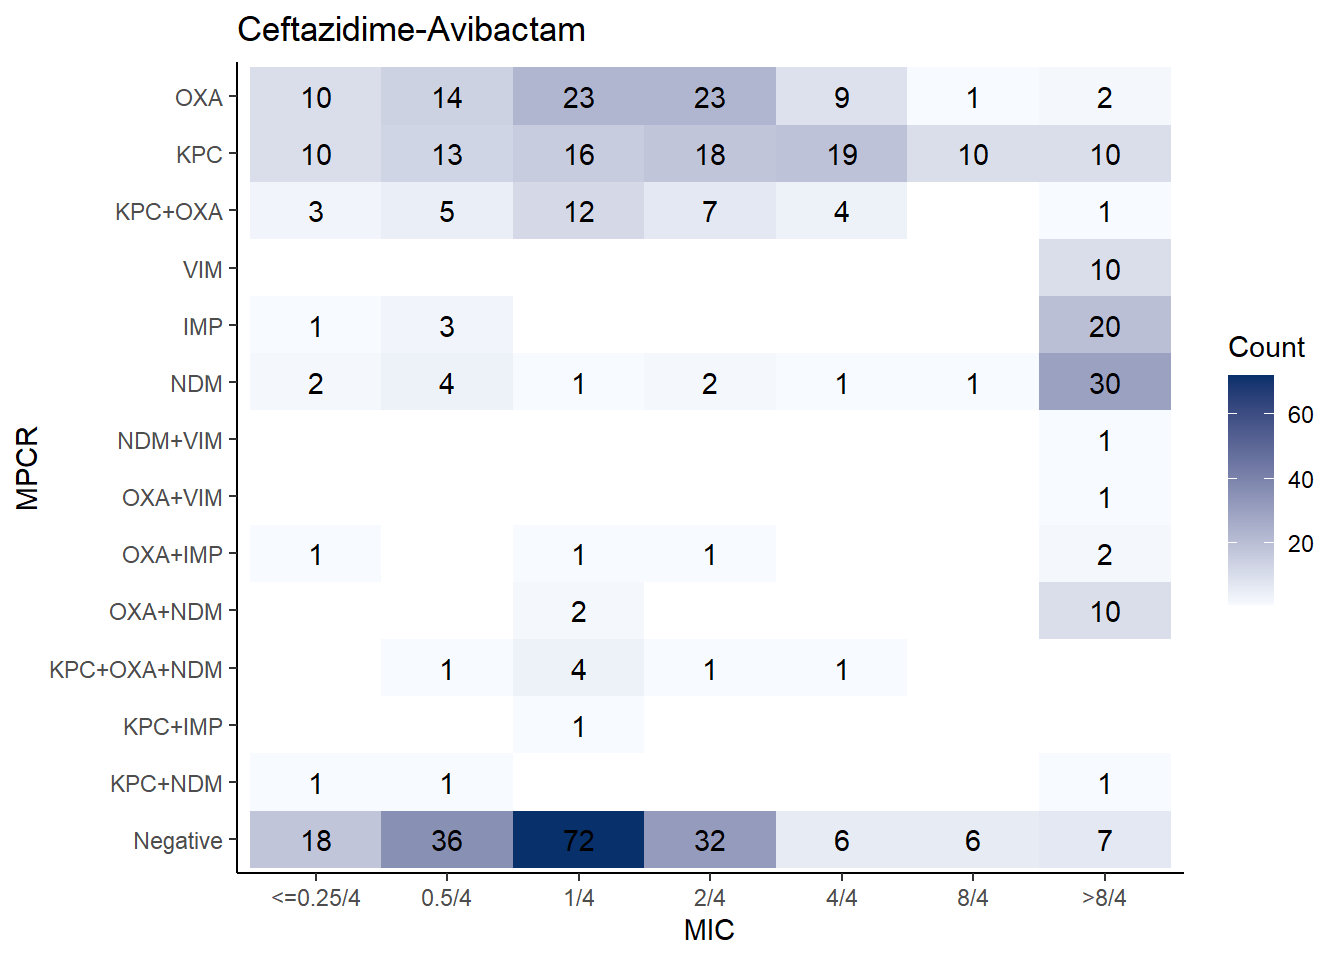 Ceftazidime-Avibactam
OXA 10 14 23 23 9 1 2
KPC 10 13 16 18 19 10 10
KPC+OXA 3 5 12 7 4 1
VIM 10
IMP 1 3 20
NDM 2 4 1 2 1 1 30
NDM+VIM 1
OXA+VIM 1
OXA+IMP 1 1 1 2
OXA+NDM 2 10
KPC+OXA+NDM 1 4 1 1
KPC+IMP 1
KPC+NDM 1 1 1
Negative 18 36 72 32 6 6 7
<=0.25/4 0.5/4 1/4 2/4 4/4 8/4 >8/4
MIC
MPCR
Count
60
40
20